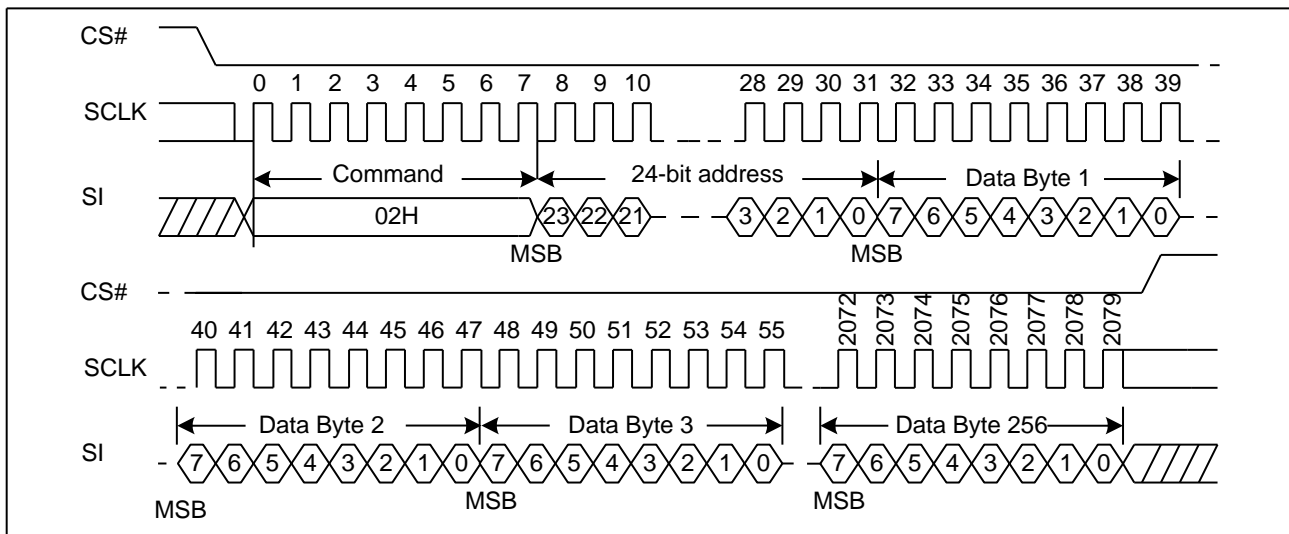 CS#
0 1 2 3 4 5 6 7 8 9 10 28 29 30 31 32 33 34 35 36 37 38 39
SCLK
Command 24-bit address Data Byte 1
SI
02H 23 22 21 3 2 1 0 7 6 5 4 3 2 1 0
MSB MSB
CS#
40 41 42 43 44 45 46 47 48 49 50 51 52 53 54 55 2072 2073 2074 2075 2076 2077 2078 2079
SCLK
Data Byte 2 Data Byte 3 Data Byte 256
SI
7 6 5 4 3 2 1 0 7 6 5 4 3 2 1 0 7 6 5 4 3 2 1 0
MSB MSB MSB